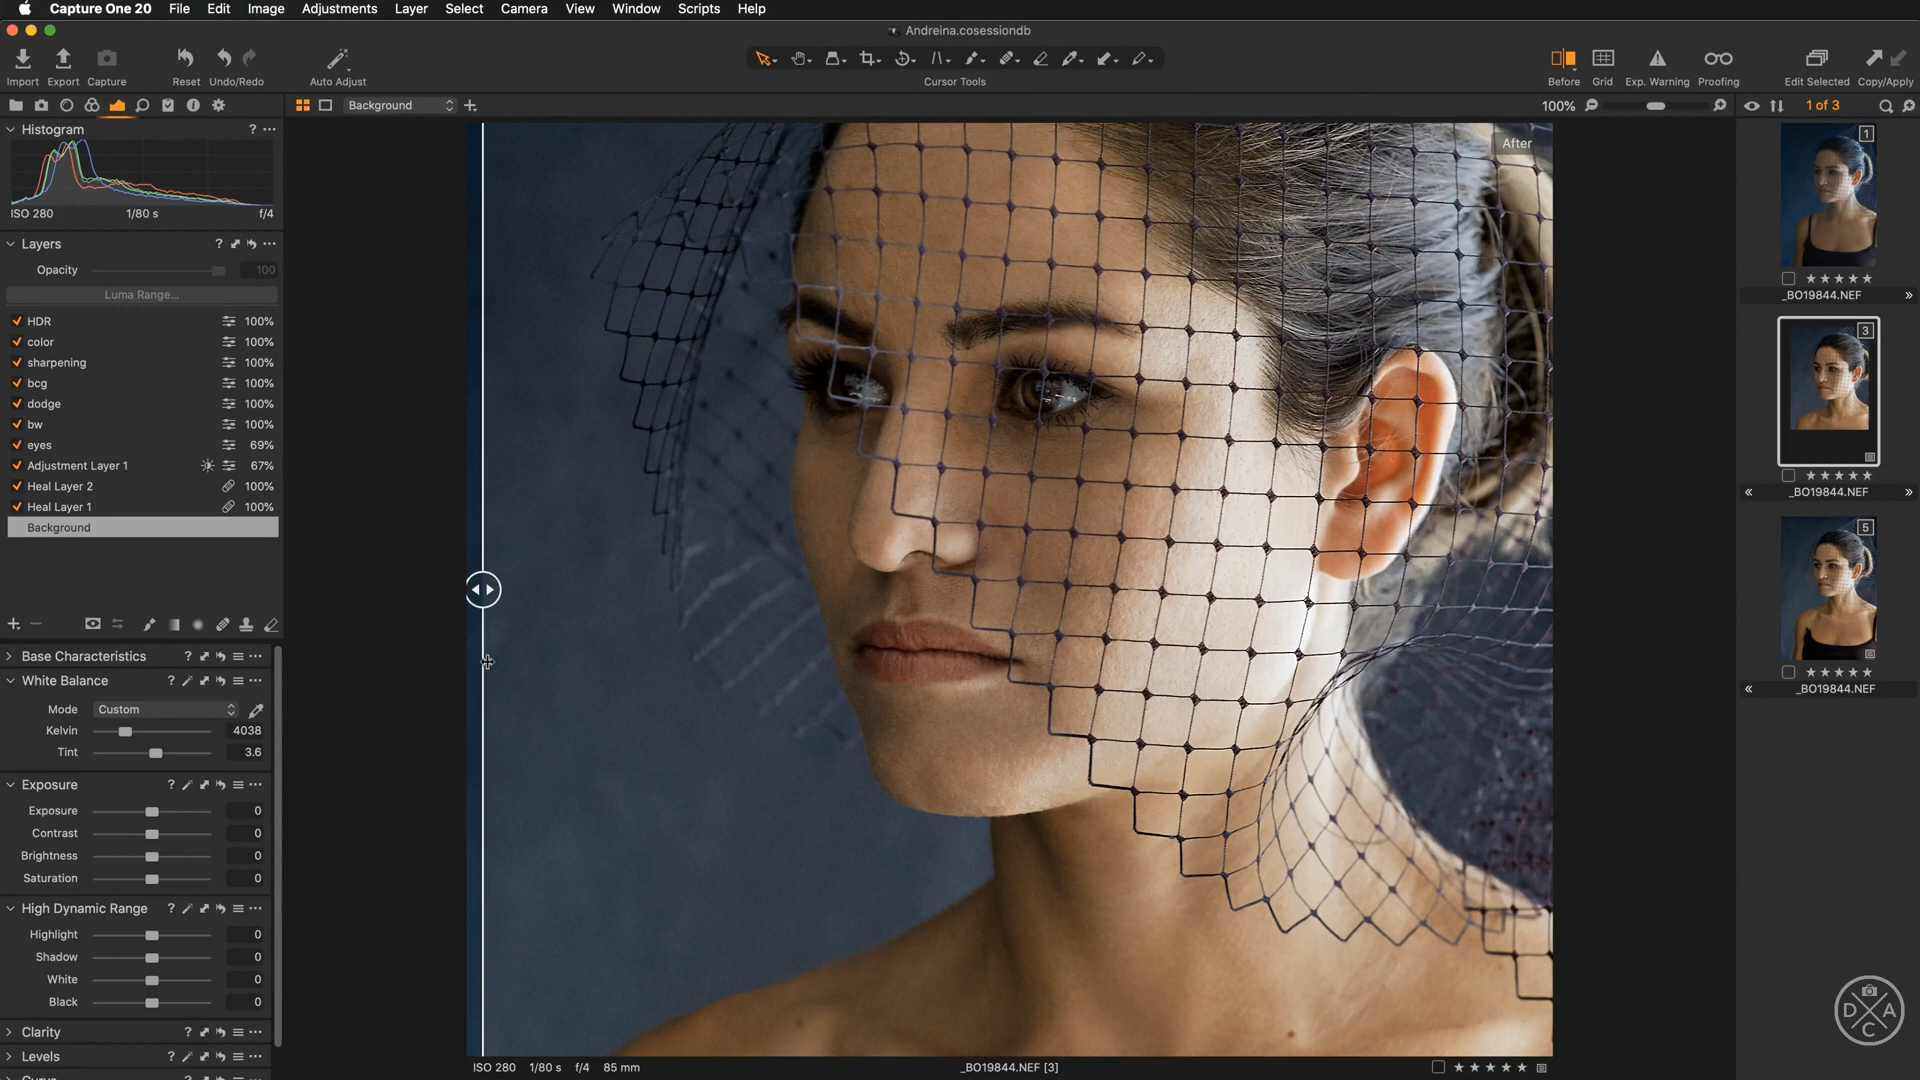 Capture One 20 File Edit Image Adjustments Layer Select Camera View Window Scripts Help
Andreina.cosessiondb
Import Export Capture Reset Undo/Redo Auto Adjust Cursor Tools Before Grid Exp. Warning Proofing Edit Selected Copy/Apply
Background 100% 1 of 3
Histogram ? ...
ISO 280 1/80 s f/4
Layers ? ...
Opacity 100
Luma Range...
HDR 100%
color 100%
sharpening 100%
bcg 100%
dodge 100%
bw 100%
eyes 69%
Adjustment Layer 1 67%
Heal Layer 2 100%
Heal Layer 1 100%
Background
Base Characteristics ? ...
White Balance ? ...
Mode Custom
Kelvin 4038
Tint 3.6
Exposure ? ...
Exposure 0
Contrast 0
Brightness 0
Saturation 0
High Dynamic Range ? ...
Highlight 0
Shadow 0
White 0
Black 0
Clarity ? ...
Levels ? ...
After
ISO 280 1/80 s f/4 85 mm _BO19844.NEF [3]
1
_BO19844.NEF »
3
« _BO19844.NEF »
5
« _BO19844.NEF
D A
C